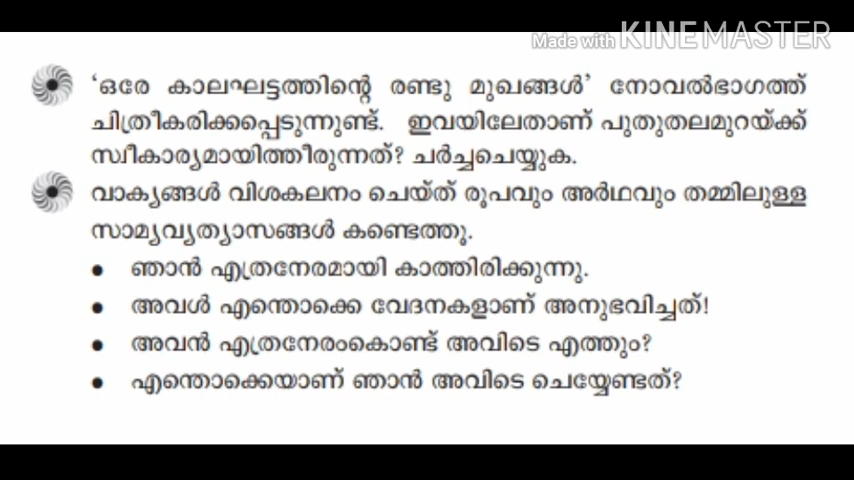 Made with KINEMASTER
‘ഒരേ കാലഘട്ടത്തിന്റെ രണ്ടു മുഖങ്ങൾ’ നോവൽഭാഗത്ത്
ചിത്രീകരിക്കപ്പെടുന്നുണ്ട്. ഇവയിലേതാണ് പുതുതലമുറയ്ക്ക്
സ്വീകാര്യമായിത്തീരുന്നത്? ചർച്ചചെയ്യുക.
വാക്യങ്ങൾ വിശകലനം ചെയ്ത് രൂപവും അർഥവും തമ്മിലുള്ള
സാമ്യവ്യത്യാസങ്ങൾ കണ്ടെത്തൂ.
• ഞാൻ എത്രനേരമായി കാത്തിരിക്കുന്നു.
• അവൾ എന്തൊക്കെ വേദനകളാണ് അനുഭവിച്ചത്!
• അവൻ എത്രനേരംകൊണ്ട് അവിടെ എത്തും?
• എന്തൊക്കെയാണ് ഞാൻ അവിടെ ചെയ്യേണ്ടത്?